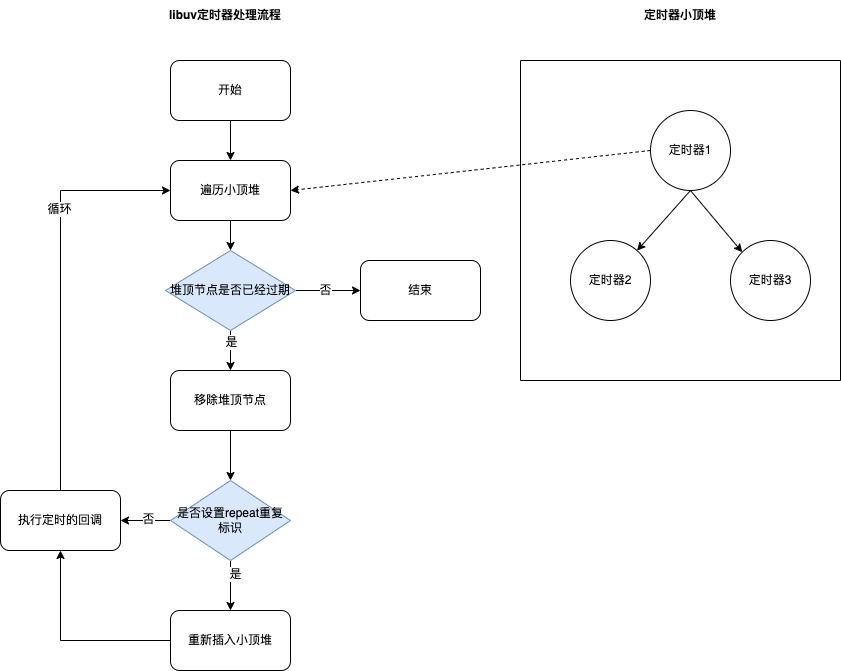 libuv定时器处理流程
定时器小顶堆
开始
定时器1
遍历小顶堆
循环
堆顶节点是否已经过期
否
结束
定时器2
定时器3
是
移除堆顶节点
是否设置repeat重复
标识
否
执行定时的回调
是
重新插入小顶堆